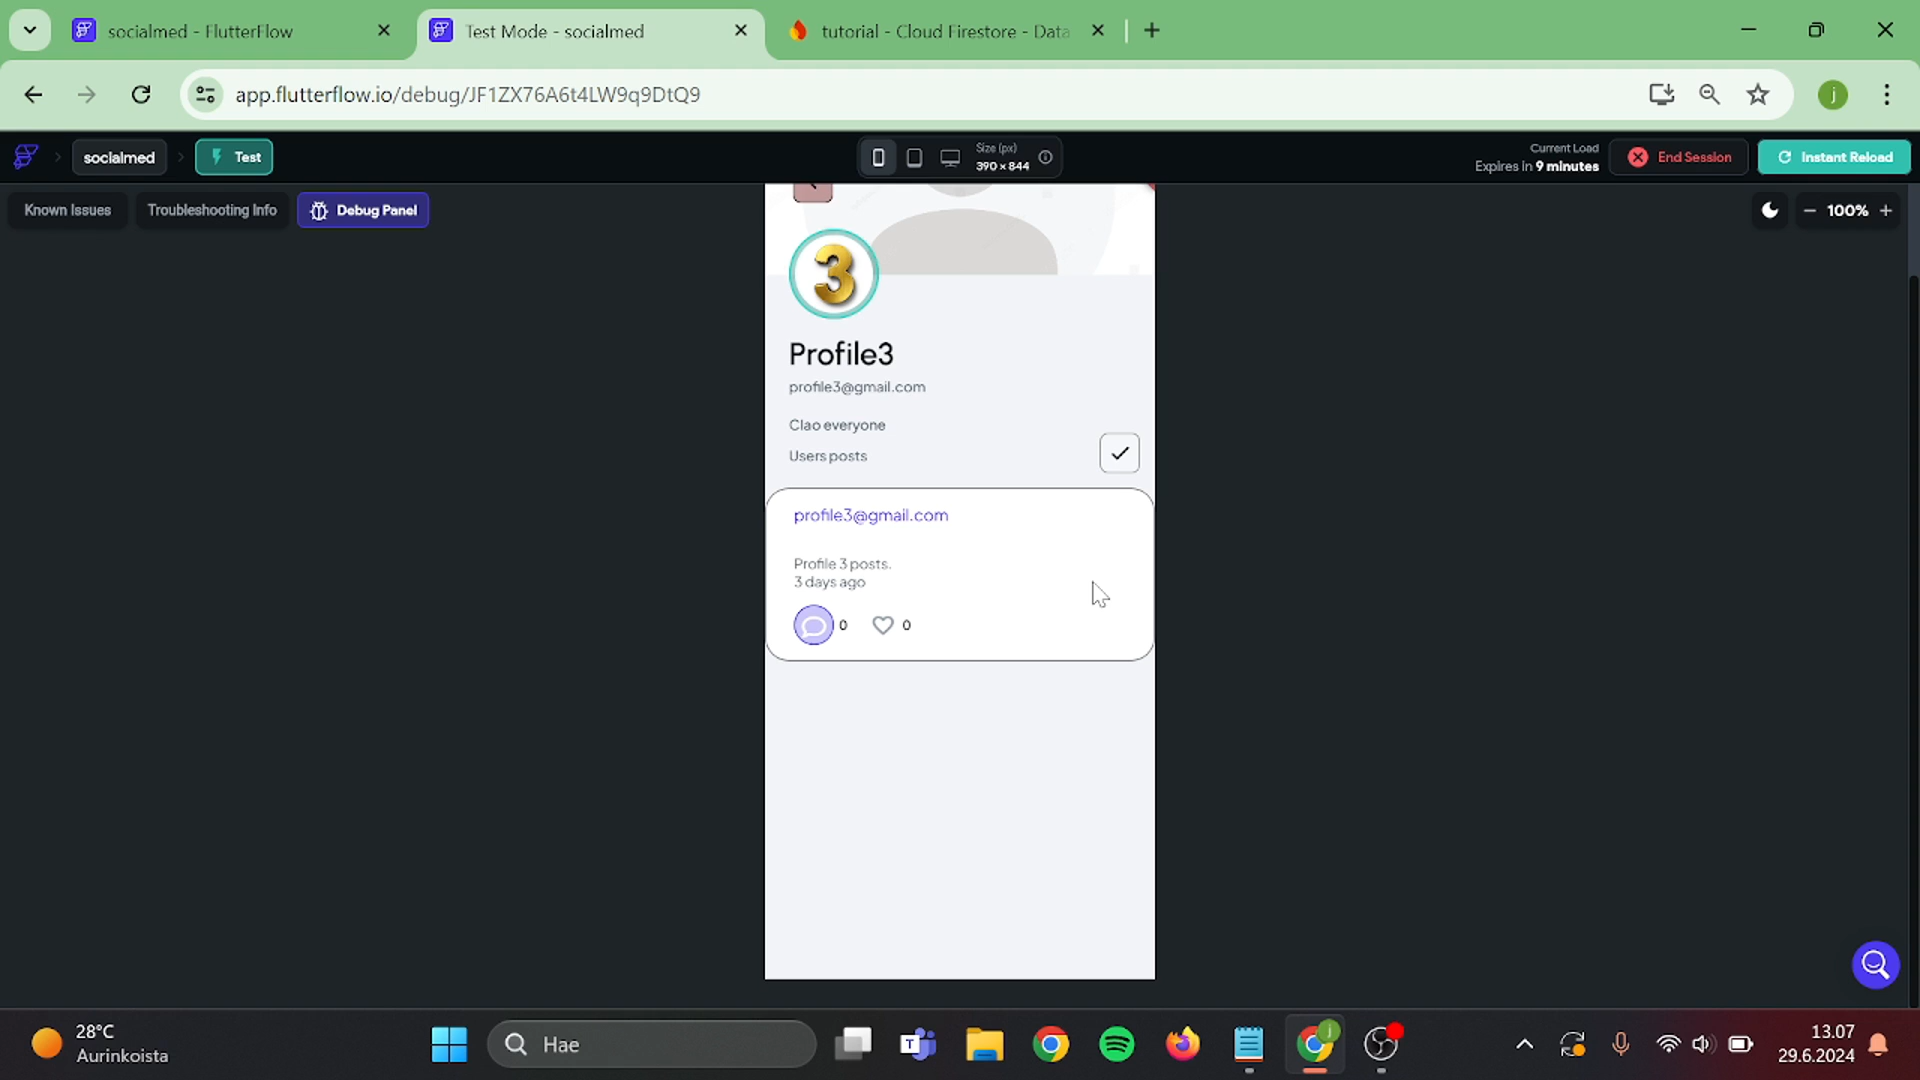 socialmed - FlutterFlow
Test Mode - socialmed
tutorial - Cloud Firestore - Data
app.flutterflow.io/debug/JF1ZX76A6t4LW9q9DtQ9
j
socialmed
Test
Size (px)
390 × 844
Current Load
Expires in 9 minutes
End Session
Instant Reload
Known Issues
Troubleshooting Info
Debug Panel
100%
3
Profile3
profile3@gmail.com
Ciao everyone
Users posts
profile3@gmail.com
Profile 3 posts.
3 days ago
0
0
28°C
Aurinkoista
Hae
T
j
13.07
29.6.2024